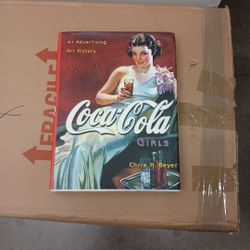 An Advertising
Art History
Coca-Cola
GIRLS
Chris H. Beyer
FRAGILE